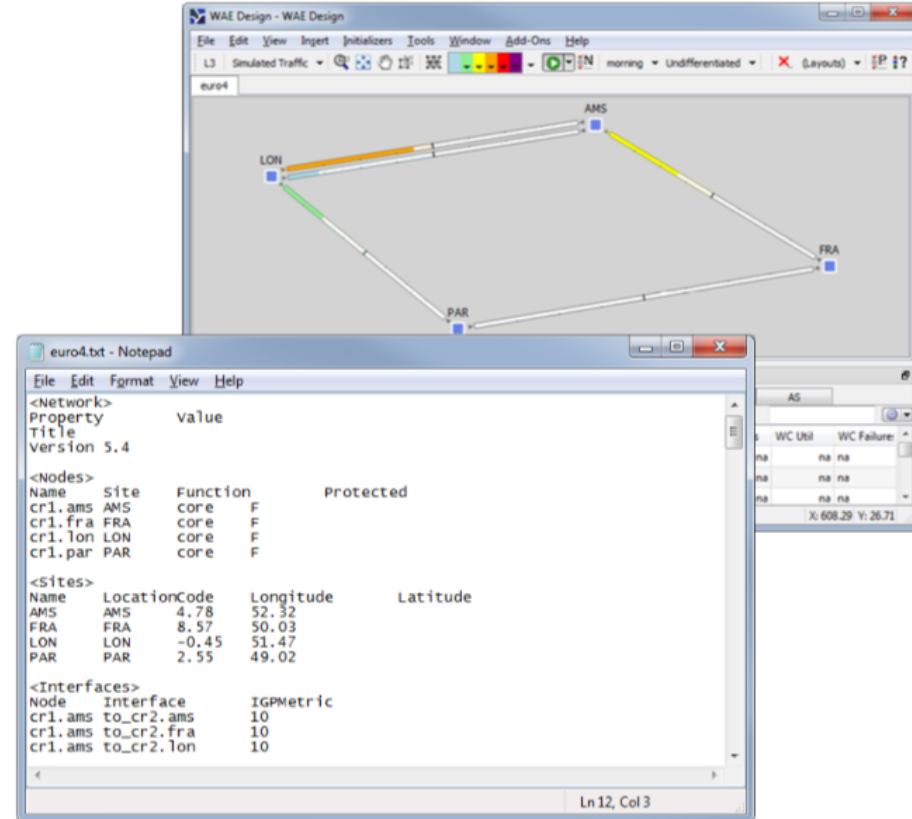 WAE Design - WAE Design
File Edit View Insert Initializers Tools Window Add-Ons Help
L3 Simulated Traffic morning Undifferentiated (Layouts)
euro4
AMS
LON
FRA
PAR
AS
WC Util WC Failure
na na na
na na na
na na na
X: 608.29 Y: 26.71
euro4.txt - Notepad
File Edit Format View Help
<Network>
Property Value
Title
Version 5.4
<Nodes>
Name Site Function Protected
cr1.ams AMS core F
cr1.fra FRA core F
cr1.lon LON core F
cr1.par PAR core F
<Sites>
Name LocationCode Longitude Latitude
AMS AMS 4.78 52.32
FRA FRA 8.57 50.03
LON LON -0.45 51.47
PAR PAR 2.55 49.02
<Interfaces>
Node Interface IGPMetric
cr1.ams to_cr2.ams 10
cr1.ams to_cr2.fra 10
cr1.ams to_cr2.lon 10
Ln 12, Col 3